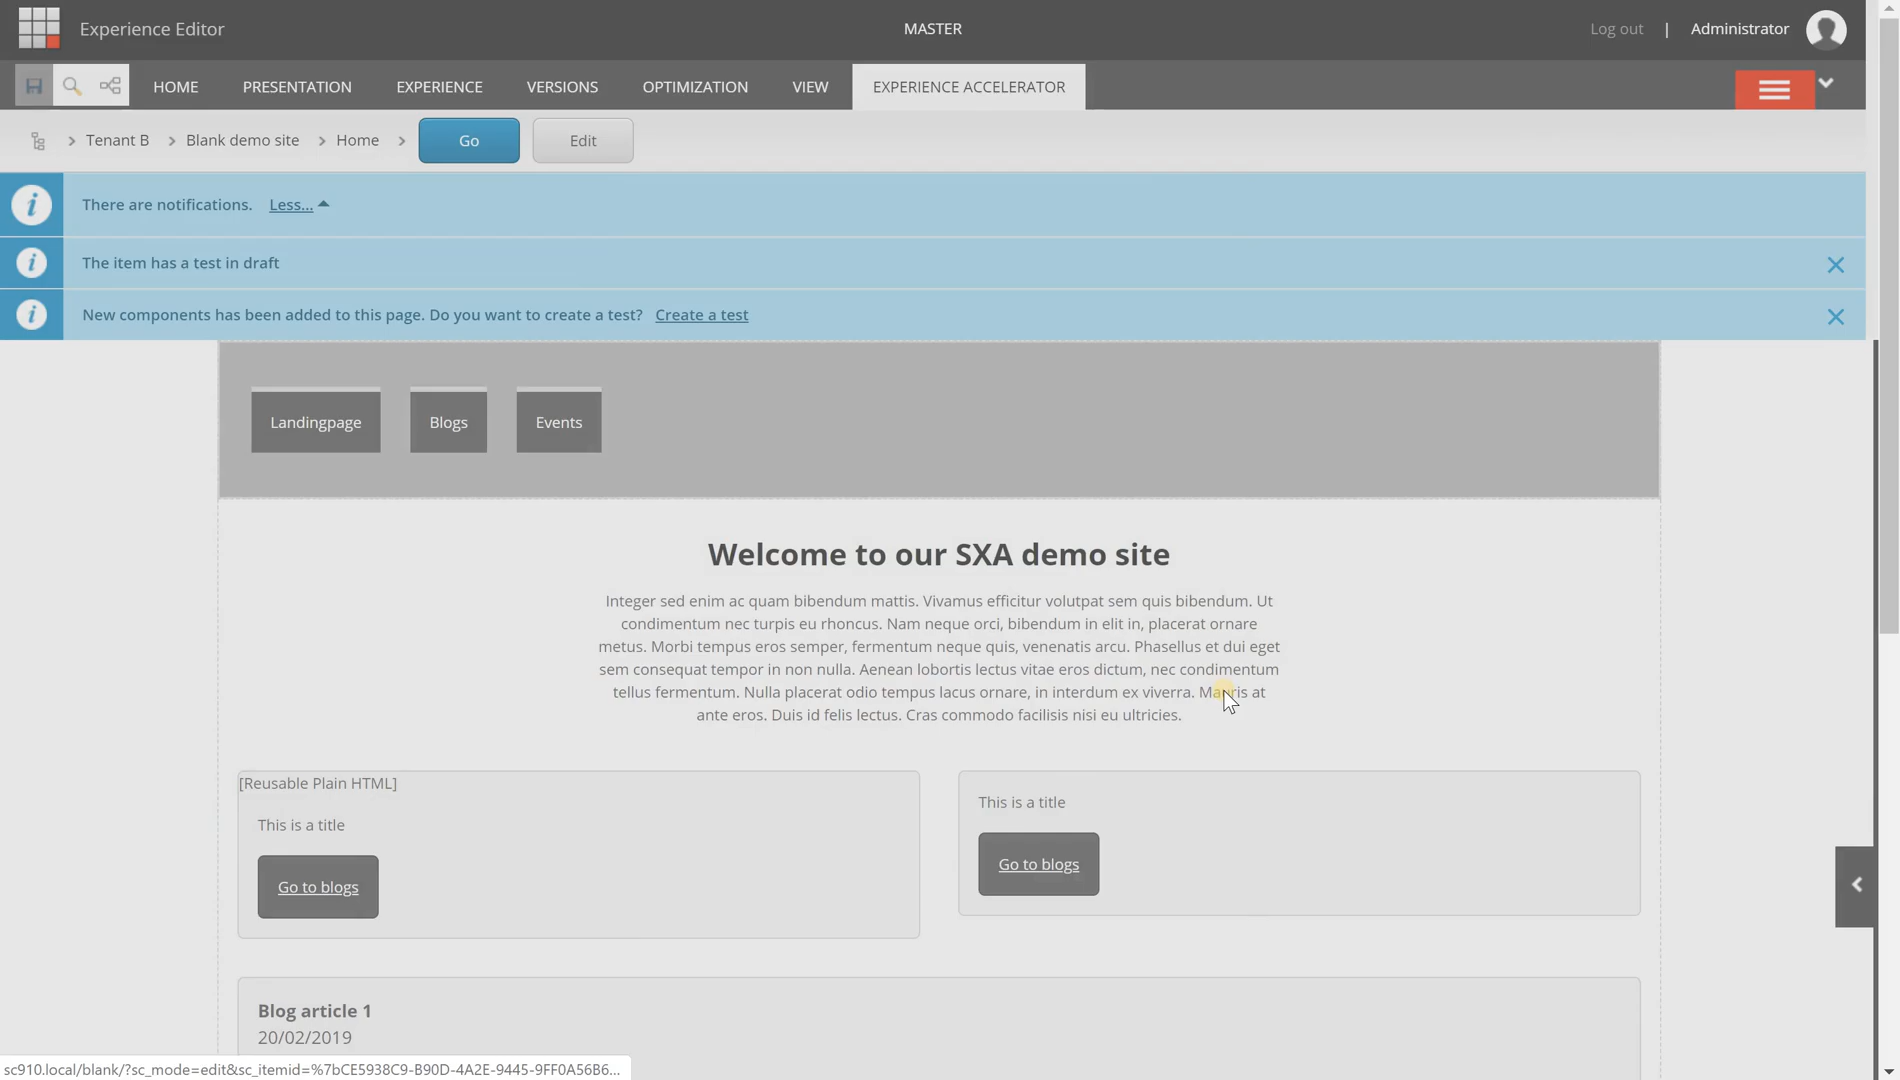 Experience Editor
MASTER
Log out | Administrator
HOME PRESENTATION EXPERIENCE VERSIONS OPTIMIZATION VIEW EXPERIENCE ACCELERATOR
Tenant B Blank demo site Home Go Edit
There are notifications. Less...
The item has a test in draft
New components has been added to this page. Do you want to create a test? Create a test
Landingpage Blogs Events
Welcome to our SXA demo site
Integer sed enim ac quam bibendum mattis. Vivamus efficitur volutpat sem quis bibendum. Ut
condimentum nec turpis eu rhoncus. Nam neque orci, bibendum in elit in, placerat ornare
metus. Morbi tempus eros semper, fermentum neque quis, venenatis arcu. Phasellus et dui eget
sem consequat tempor in non nulla. Aenean lobortis lectus vitae eros dictum, nec condimentum
tellus fermentum. Nulla placerat odio tempus lacus ornare, in interdum ex viverra. Mauris at
ante eros. Duis id felis lectus. Cras commodo facilisis nisi eu ultricies.
[Reusable Plain HTML]
This is a title
Go to blogs
This is a title
Go to blogs
Blog article 1
20/02/2019
sc910.local/blank/?sc_mode=edit&sc_itemid=%7bCE5938C9-B90D-4A2E-9445-9FF0A56B6...